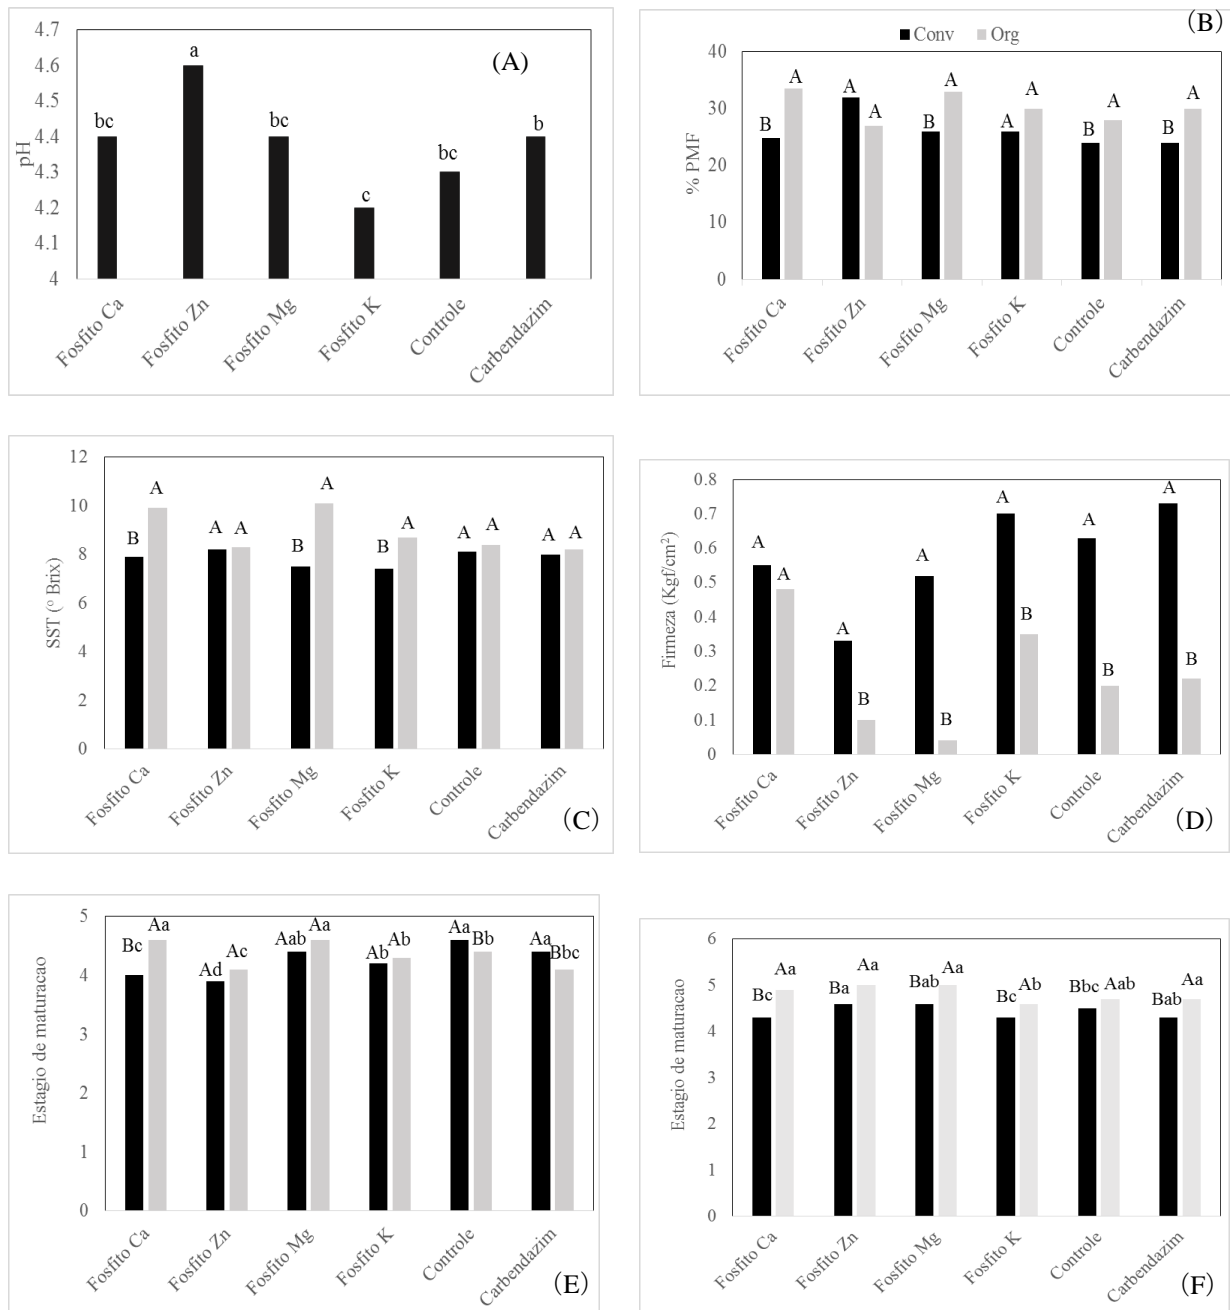 (A)
4.7
4.6
4.5
4.4
4.3
4.2
4.1
4
pH
bc
a
bc
c
bc
b
Fosfito Ca
Fosfito Zn
Fosfito Mg
Fosfito K
Controle
Carbendazim
(B)
Conv Org
40
30
20
10
0
% PMF
B A
A A
B A
A A
B A
B A
Fosfito Ca
Fosfito Zn
Fosfito Mg
Fosfito K
Controle
Carbendazim
12
10
8
6
4
2
0
SST (º Brix)
B A
A A
B A
B A
A A
A A
Fosfito Ca
Fosfito Zn
Fosfito Mg
Fosfito K
Controle
Carbendazim
(C)
0.8
0.7
0.6
0.5
0.4
0.3
0.2
0.1
0
Firmeza (Kgf/cm²)
A A
A B
A B
A B
A B
A B
Fosfito Ca
Fosfito Zn
Fosfito Mg
Fosfito K
Controle
Carbendazim
(D)
5
4
3
2
1
0
Estagio de maturacao
Bc Aa
Ad Ac
Aab Aa
Ab Ab
Aa Bb
Aa Bbc
Fosfito Ca
Fosfito Zn
Fosfito Mg
Fosfito K
Controle
Carbendazim
(E)
6
5
4
3
2
1
0
Estagio de maturacao
Bc Aa
Ba Aa
Bab Aa
Bc Ab
Bbc Aab
Bab Aa
Fosfito Ca
Fosfito Zn
Fosfito Mg
Fosfito K
Controle
Carbendazim
(F)